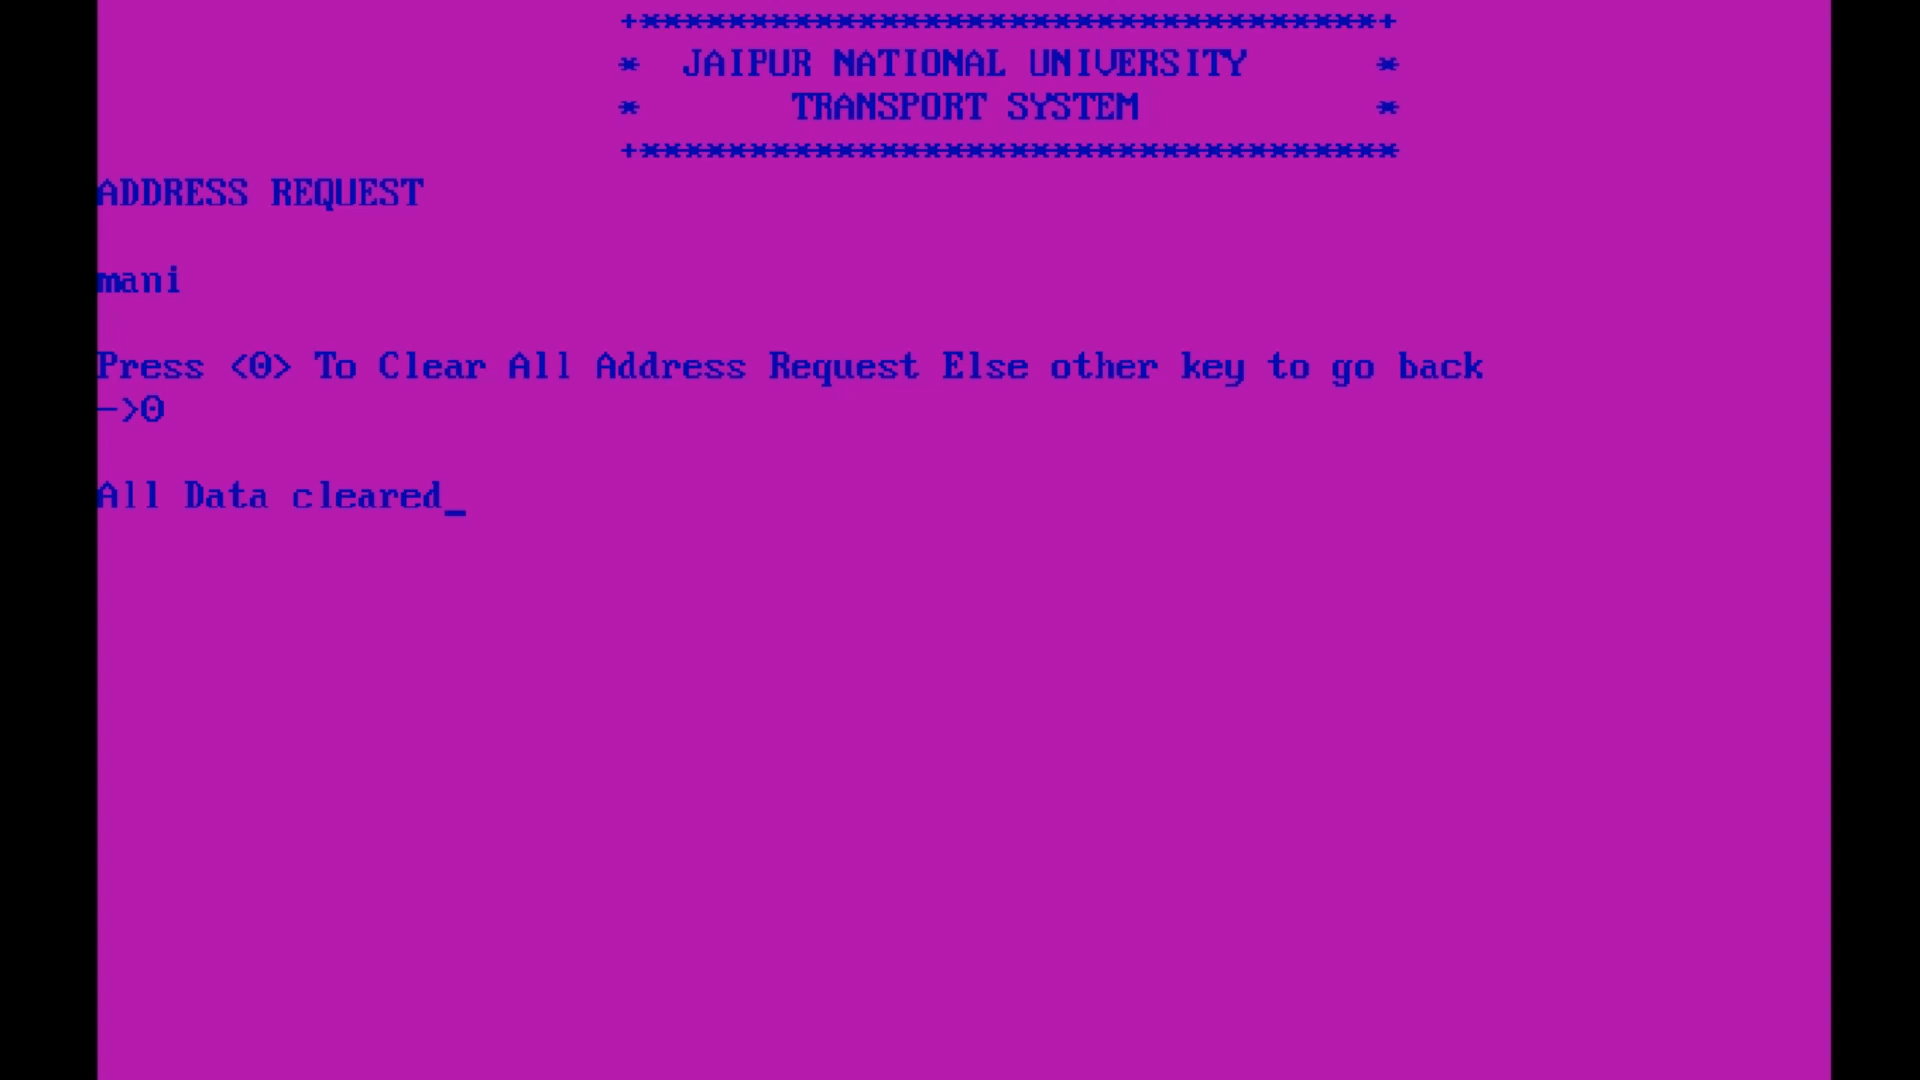 +**********************************+
* JAIPUR NATIONAL UNIVERSITY *
* TRANSPORT SYSTEM *
+***********************************
ADDRESS REQUEST
mani
Press <0> To Clear All Address Request Else other key to go back
->0
All Data cleared_